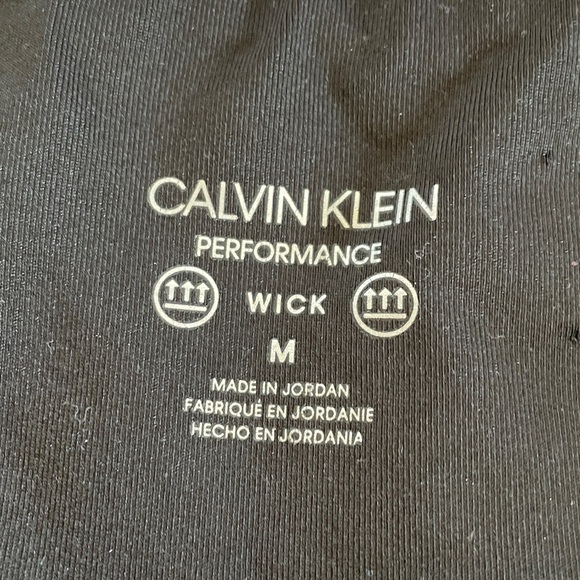 CALVIN KLEIN
PERFORMANCE
WICK
M
MADE IN JORDAN
FABRIQUÉ EN JORDANIE
HECHO EN JORDANIA